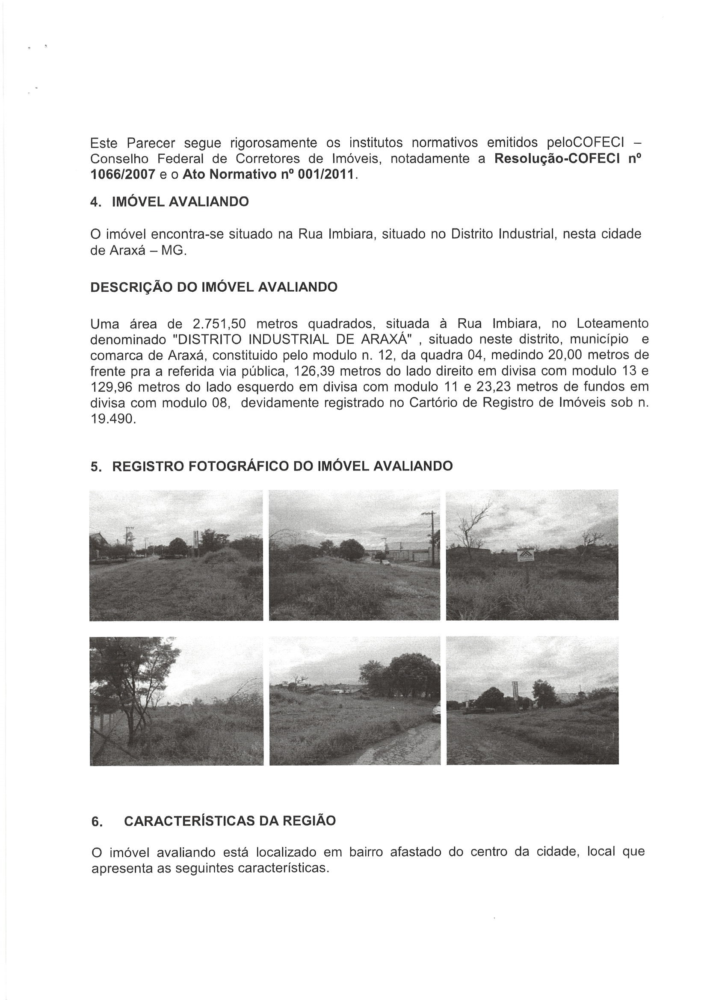 Este Parecer segue rigorosamente os institutos normativos emitidos peloCOFECI –
Conselho Federal de Corretores de Imóveis, notadamente a Resolução-COFECI nº
1066/2007 e o Ato Normativo nº 001/2011.
4. IMÓVEL AVALIANDO
O imóvel encontra-se situado na Rua Imbiara, situado no Distrito Industrial, nesta cidade
de Araxá – MG.
DESCRIÇÃO DO IMÓVEL AVALIANDO
Uma área de 2.751,50 metros quadrados, situada à Rua Imbiara, no Loteamento
denominado "DISTRITO INDUSTRIAL DE ARAXÁ" , situado neste distrito, município e
comarca de Araxá, constituido pelo modulo n. 12, da quadra 04, medindo 20,00 metros de
frente pra a referida via pública, 126,39 metros do lado direito em divisa com modulo 13 e
129,96 metros do lado esquerdo em divisa com modulo 11 e 23,23 metros de fundos em
divisa com modulo 08, devidamente registrado no Cartório de Registro de Imóveis sob n.
19.490.
5. REGISTRO FOTOGRÁFICO DO IMÓVEL AVALIANDO
6. CARACTERÍSTICAS DA REGIÃO
O imóvel avaliando está localizado em bairro afastado do centro da cidade, local que
apresenta as seguintes características.